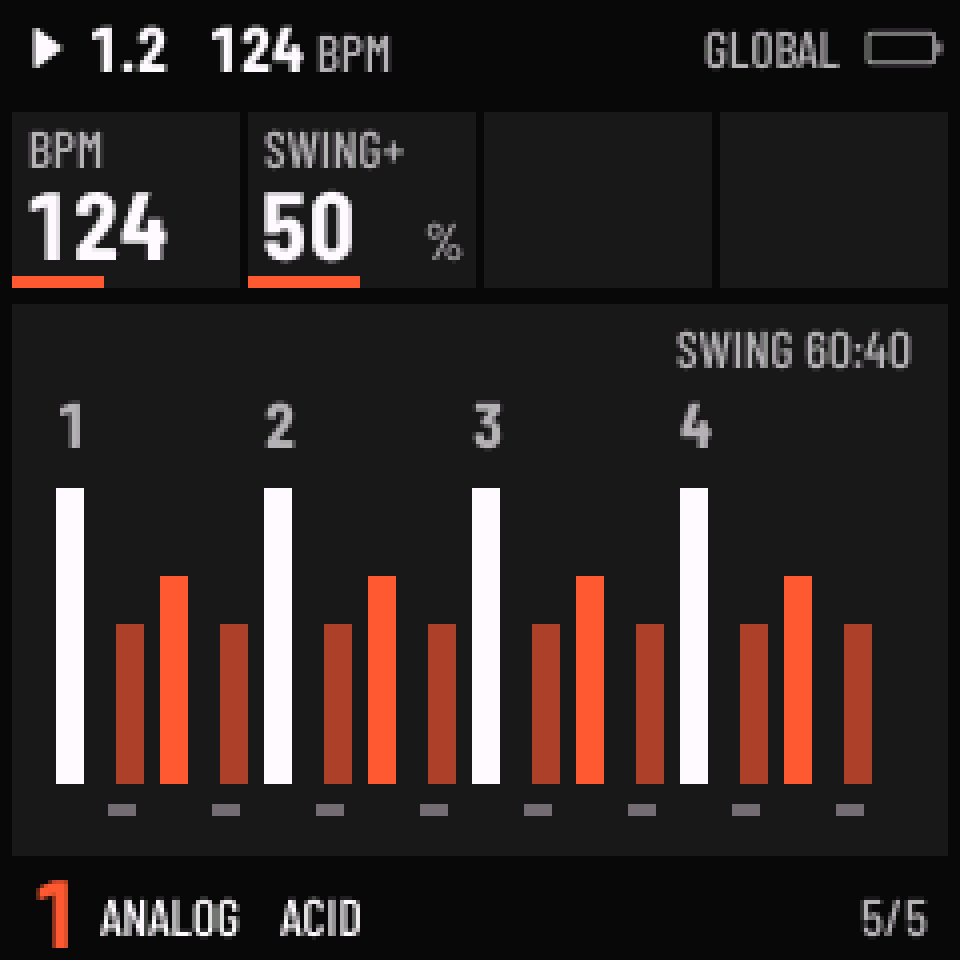 1.2 124 BPM GLOBAL
BPM SWING+
124 50 %
SWING 60:40
1 2 3 4
1 ANALOG ACID 5/5